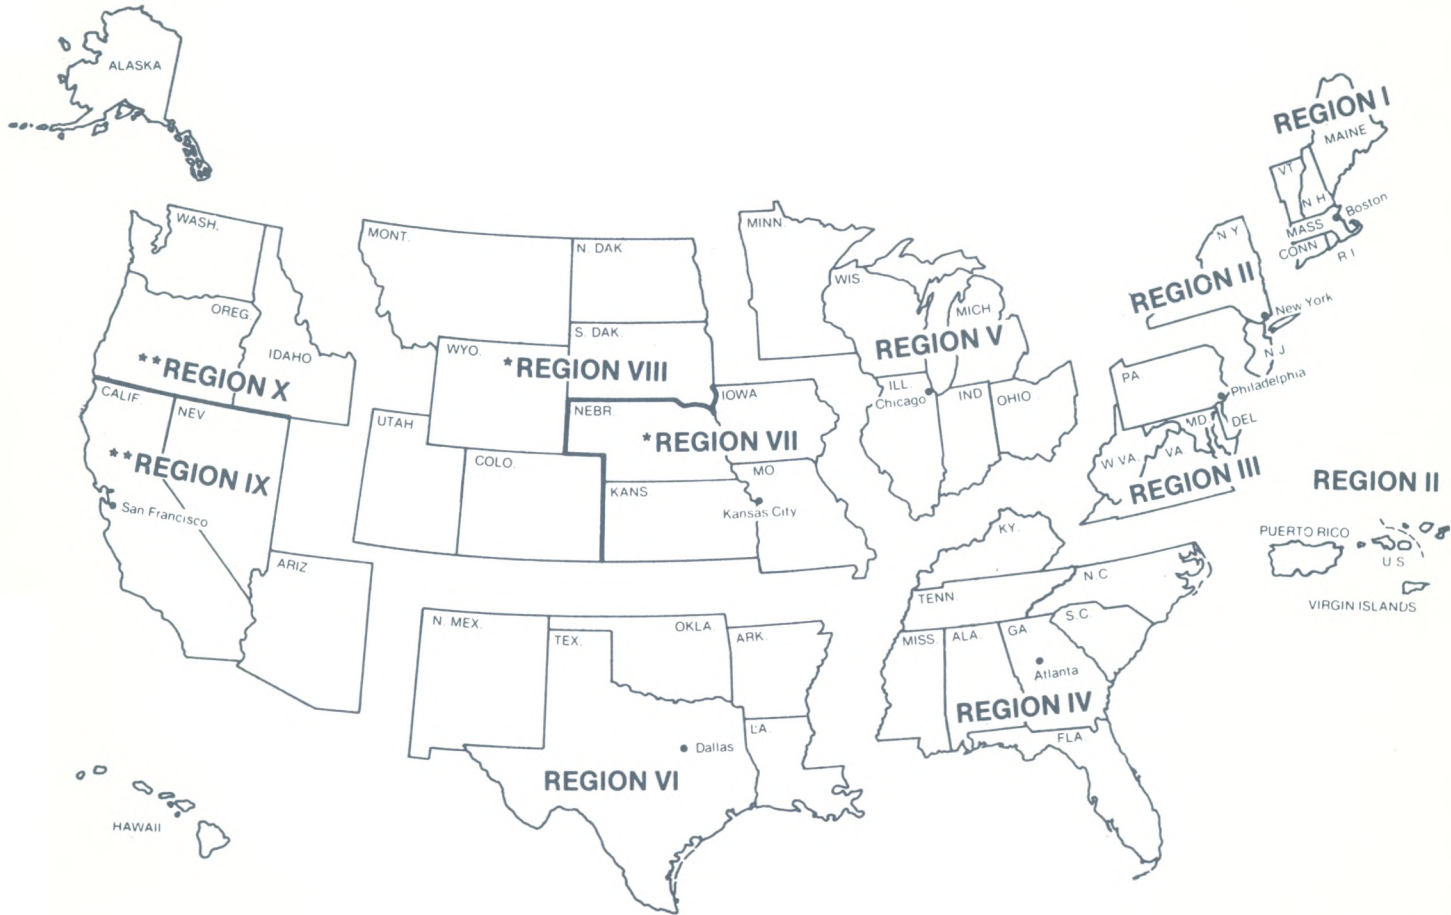 ALASKA
REGION I
MAINE
VT
N H
Boston
MASS
CONN
R I
WASH.
MONT.
N. DAK
MINN.
WIS.
MICH
N Y
REGION II
New York
N J
OREG
IDAHO
**REGION X
WYO.
S. DAK.
*REGION VIII
REGION V
ILL.
Chicago
IND
OHIO
PA
Philadelphia
MD
DEL
W VA.
VA.
REGION III
CALIF.
NEV
**REGION IX
San Francisco
UTAH
COLO.
NEBR.
IOWA
*REGION VII
KANS
MO
Kansas City
REGION II
PUERTO RICO
U S
VIRGIN ISLANDS
ARIZ
KY.
TENN.
N.C
S.C.
MISS
ALA.
GA.
Atlanta
REGION IV
FLA.
N. MEX.
TEX.
OKLA.
ARK.
LA.
Dallas
REGION VI
HAWAII